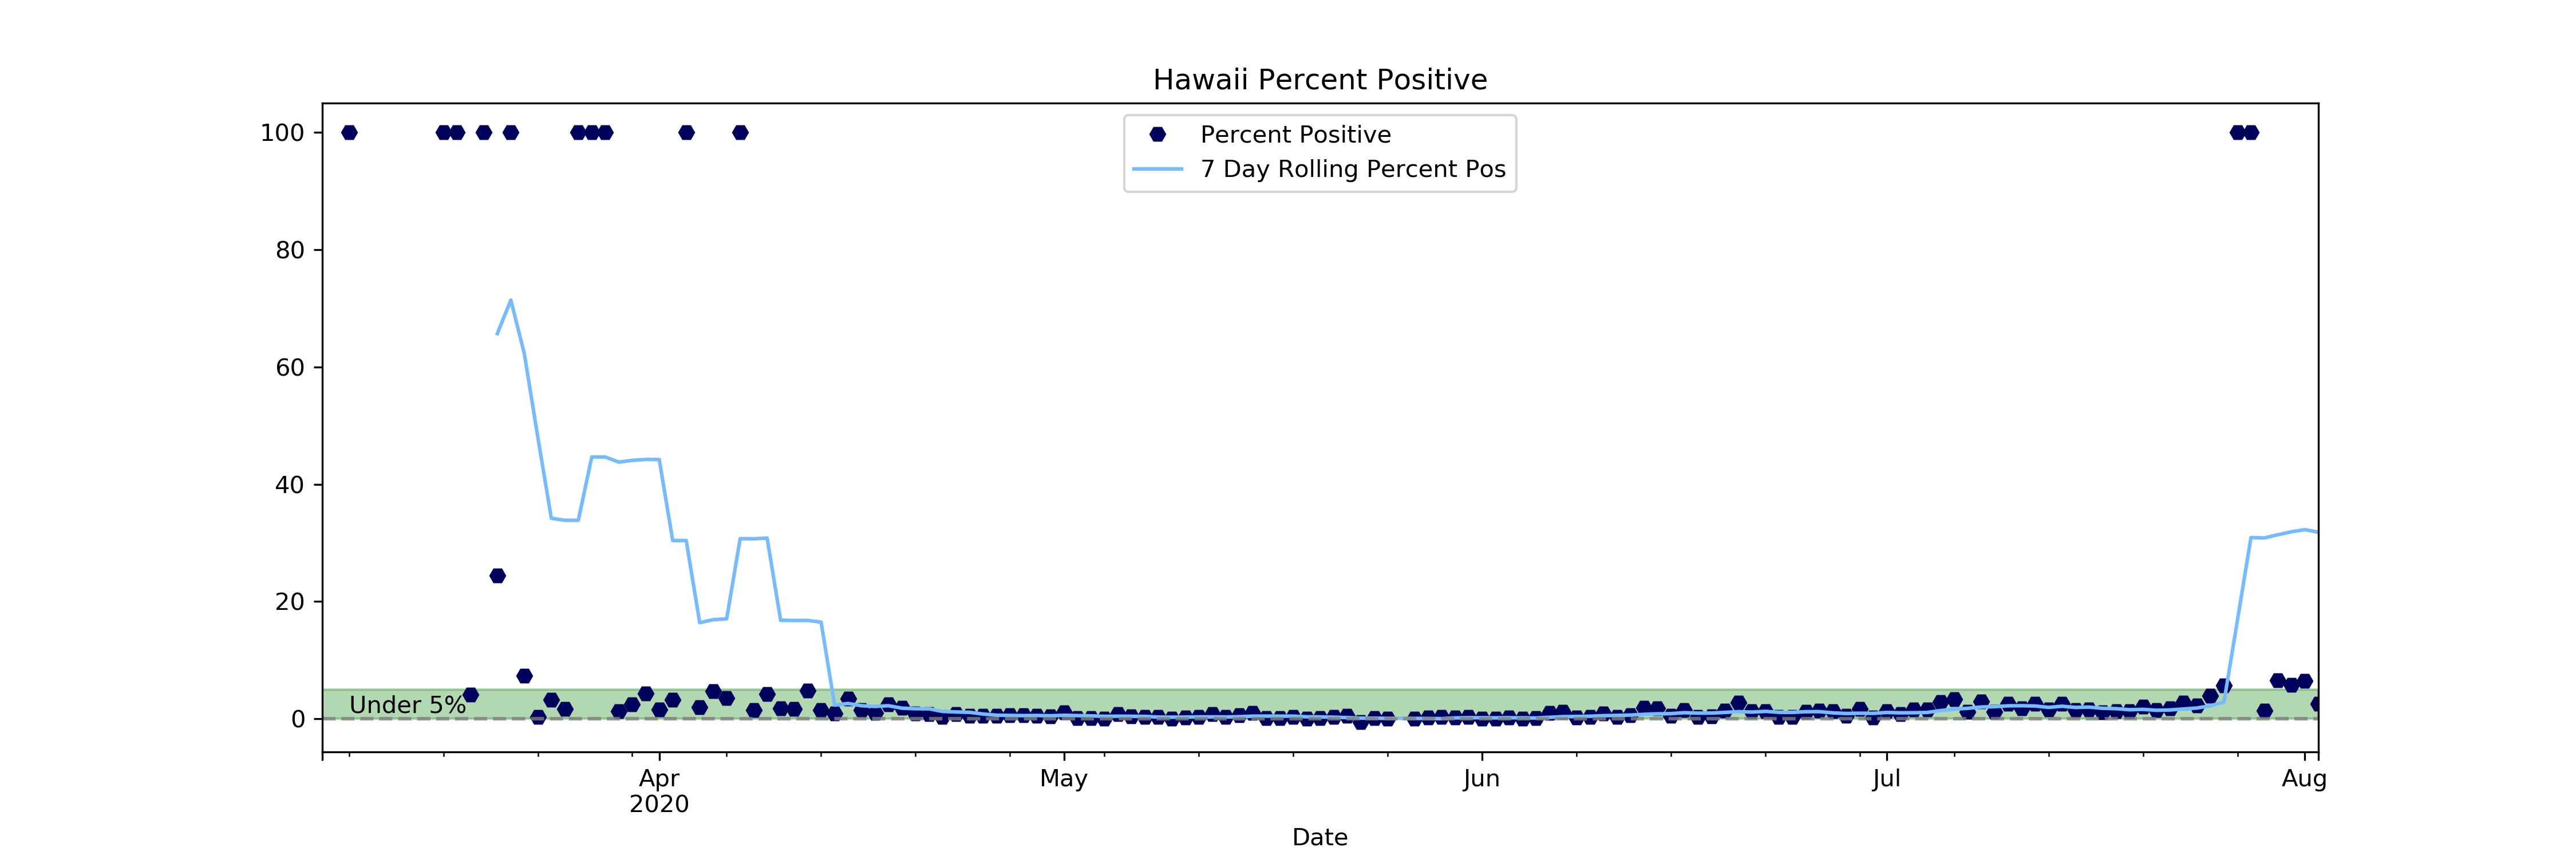 Hawaii Percent Positive
Percent Positive
7 Day Rolling Percent Pos
100
80
60
40
20
0
Under 5%
Apr
2020
May
Jun
Jul
Aug
Date